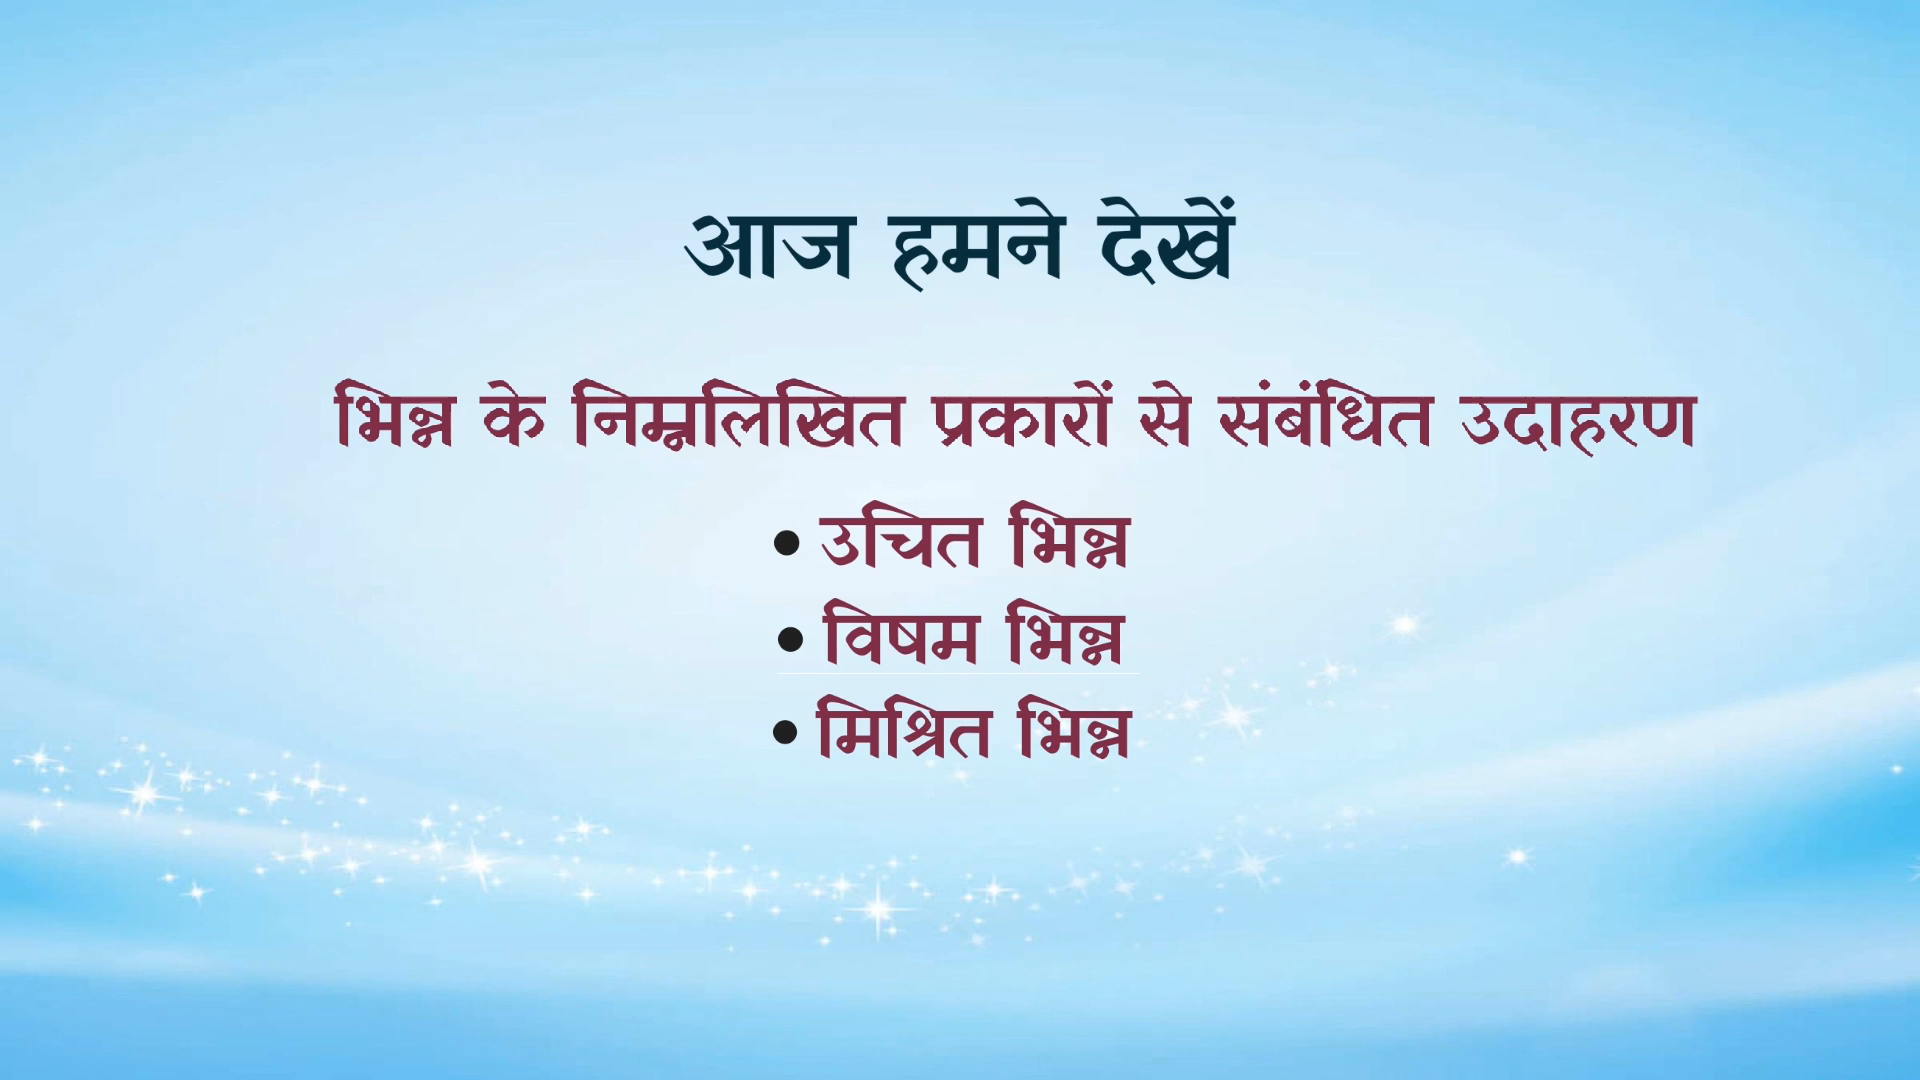 आज हमने देखें
भिन्न के निम्नलिखित प्रकारों से संबंधित उदाहरण
• उचित भिन्न
• विषम भिन्न
• मिश्रित भिन्न